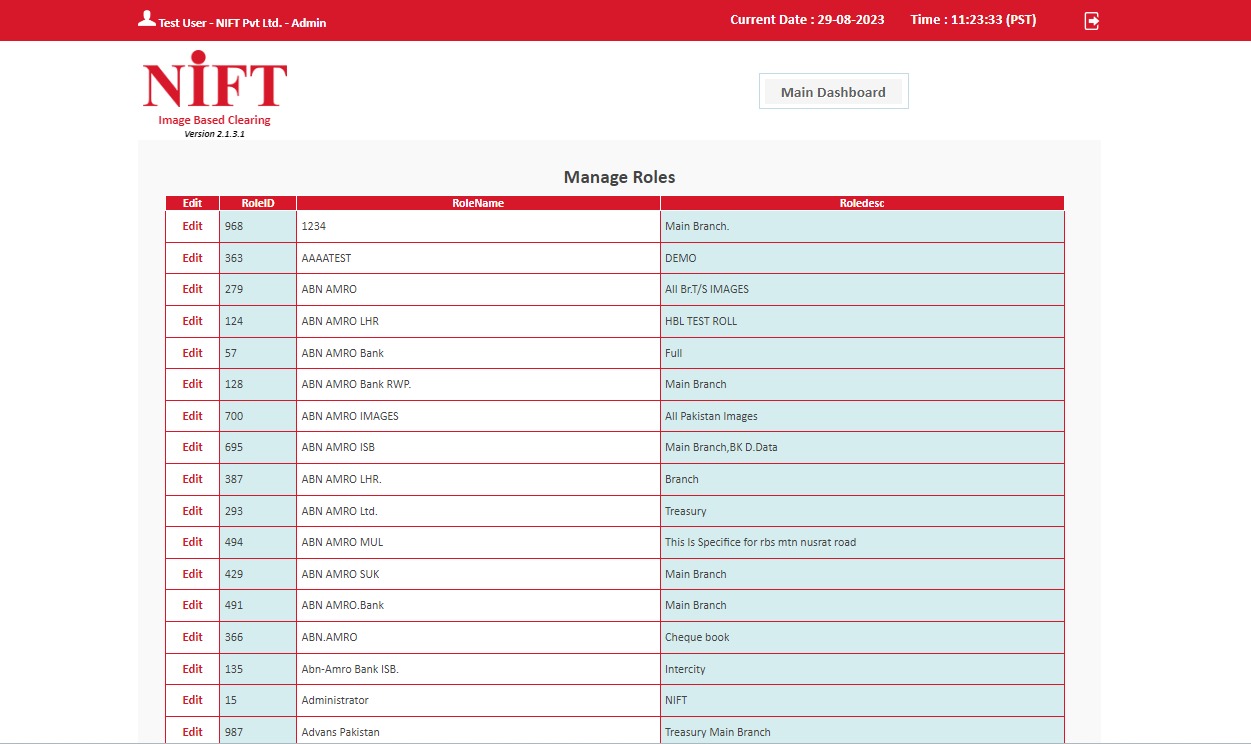 Test User - NIFT Pvt Ltd. - Admin
Current Date : 29-08-2023 Time : 11:23:33 (PST)
NIFT
Image Based Clearing
Version 2.1.3.1
Main Dashboard
Manage Roles
Edit RoleID RoleName Roledesc
Edit 968 1234 Main Branch.
Edit 363 AAAATEST DEMO
Edit 279 ABN AMRO All Br.T/S IMAGES
Edit 124 ABN AMRO LHR HBL TEST ROLL
Edit 57 ABN AMRO Bank Full
Edit 128 ABN AMRO Bank RWP. Main Branch
Edit 700 ABN AMRO IMAGES All Pakistan Images
Edit 695 ABN AMRO ISB Main Branch,BK D.Data
Edit 387 ABN AMRO LHR. Branch
Edit 293 ABN AMRO Ltd. Treasury
Edit 494 ABN AMRO MUL This Is Specifice for rbs mtn nusrat road
Edit 429 ABN AMRO SUK Main Branch
Edit 491 ABN AMRO.Bank Main Branch
Edit 366 ABN.AMRO Cheque book
Edit 135 Abn-Amro Bank ISB. Intercity
Edit 15 Administrator NIFT
Edit 987 Advans Pakistan Treasury Main Branch